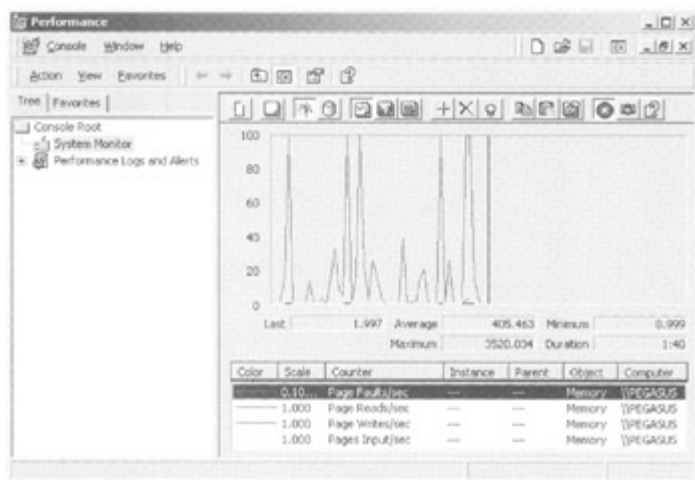 Performance
Console Window Help
Action View Favorites
Tree Favorites
Console Root
System Monitor
Performance Logs and Alerts
100
80
60
40
20
0
Last 1.997 Average 405.463 Minimum 0.999
Maximum 3520.034 Duration 1:40
Color Scale Counter Instance Parent Object Computer
0.10... Page Faults/sec --- --- Memory \\PEGASUS
1.000 Page Reads/sec --- --- Memory \\PEGASUS
1.000 Page Writes/sec --- --- Memory \\PEGASUS
1.000 Pages Input/sec --- --- Memory \\PEGASUS